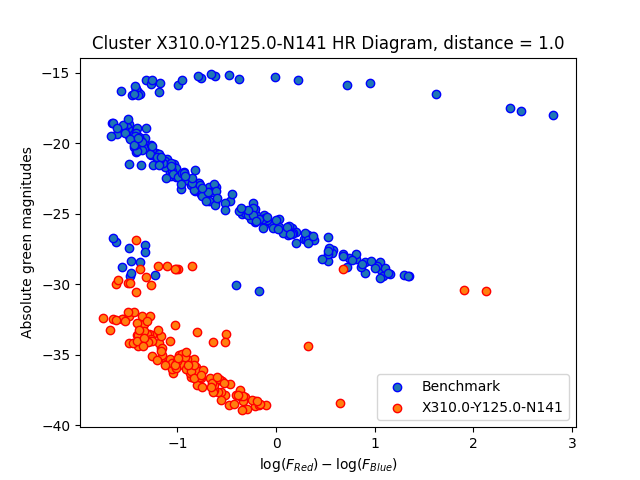 Cluster X310.0-Y125.0-N141 HR Diagram, distance = 1.0
−15
−20
−25
−30
−35
−40
Absolute green magnitudes
Benchmark
X310.0-Y125.0-N141
−1 0 1 2 3
log(F_Red) − log(F_Blue)